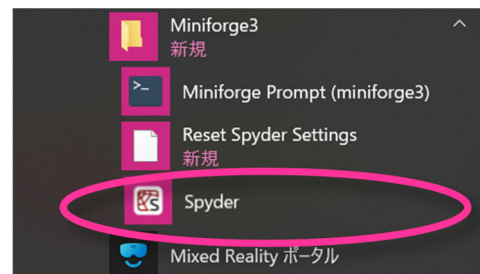 Miniforge3
新規
Miniforge Prompt (miniforge3)
Reset Spyder Settings
新規
Spyder
Mixed Reality ポータル